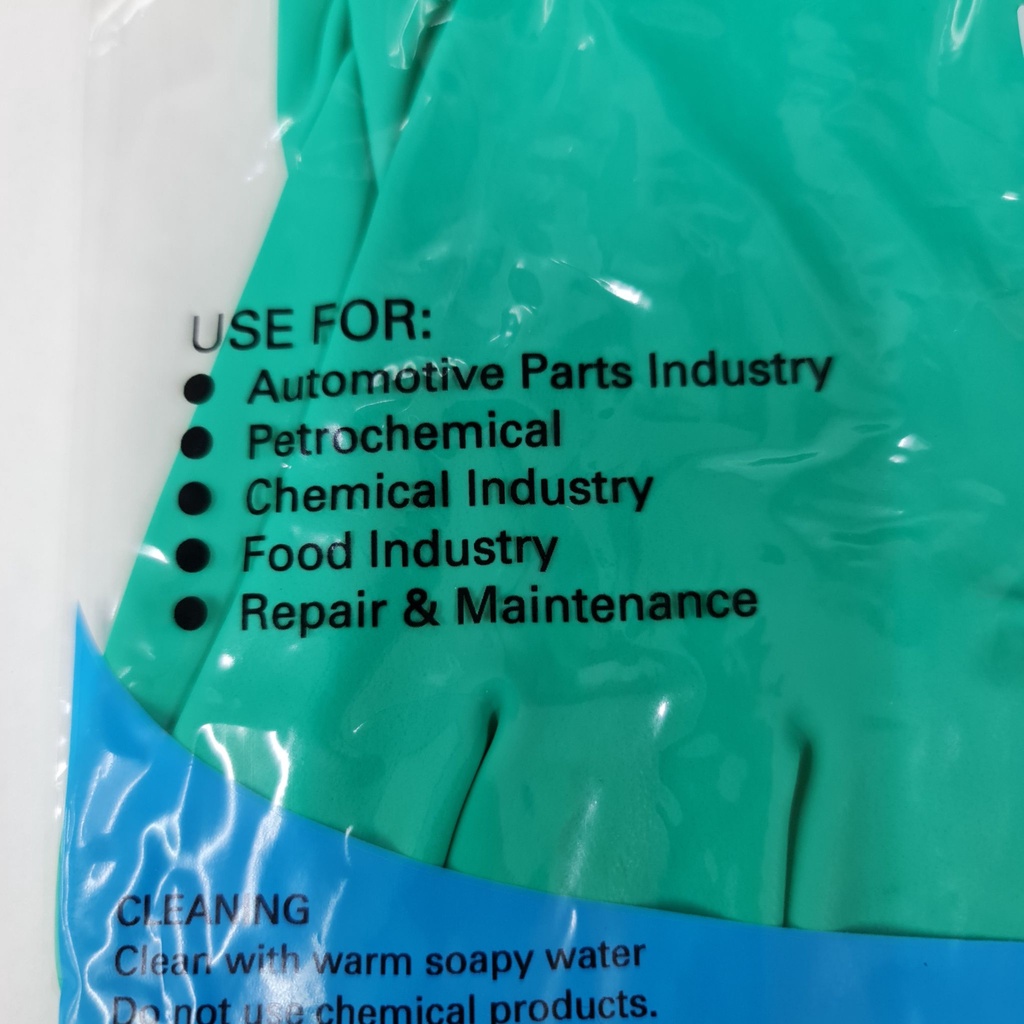 USE FOR:
● Automotive Parts Industry
● Petrochemical
● Chemical Industry
● Food Industry
● Repair & Maintenance
CLEANING
Clean with warm soapy water
Do not use chemical products.